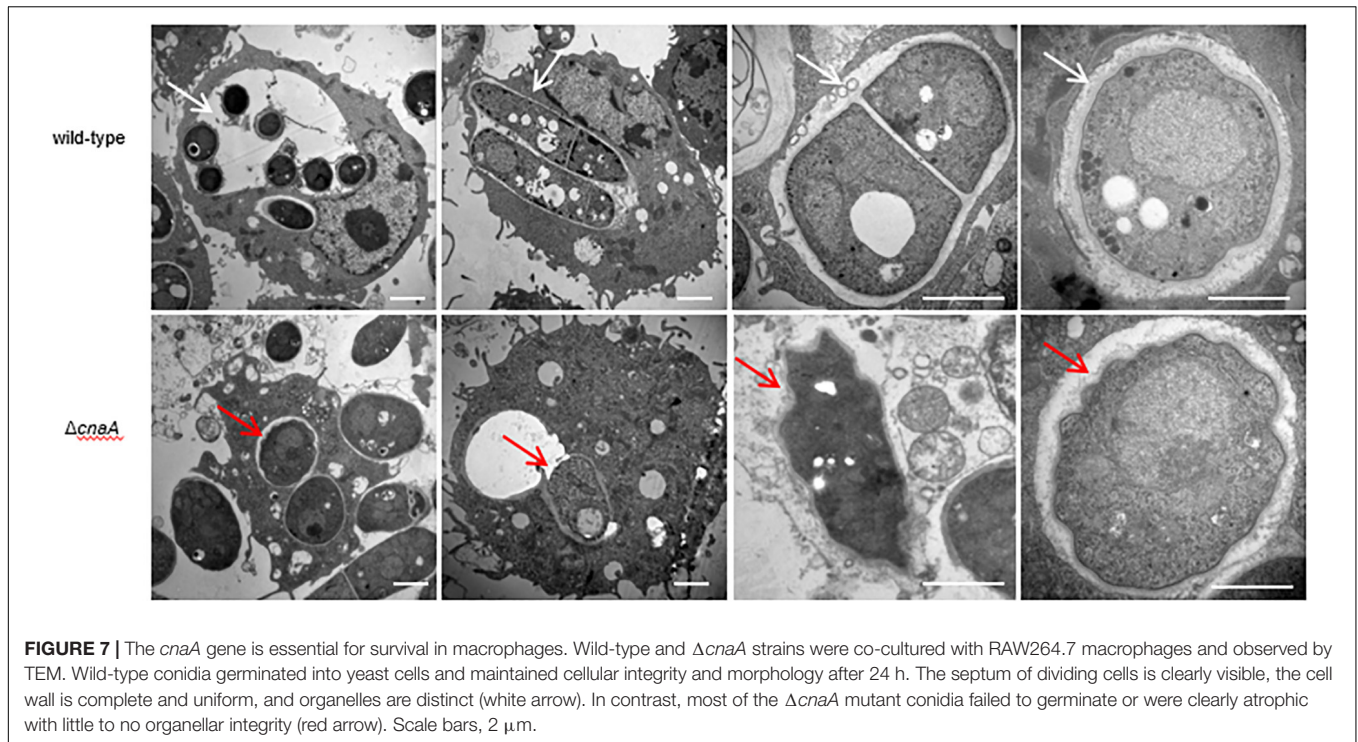 wild-type
ΔcnaA
FIGURE 7 | The cnaA gene is essential for survival in macrophages. Wild-type and ΔcnaA strains were co-cultured with RAW264.7 macrophages and observed by
TEM. Wild-type conidia germinated into yeast cells and maintained cellular integrity and morphology after 24 h. The septum of dividing cells is clearly visible, the cell
wall is complete and uniform, and organelles are distinct (white arrow). In contrast, most of the ΔcnaA mutant conidia failed to germinate or were clearly atrophic
with little to no organellar integrity (red arrow). Scale bars, 2 μm.